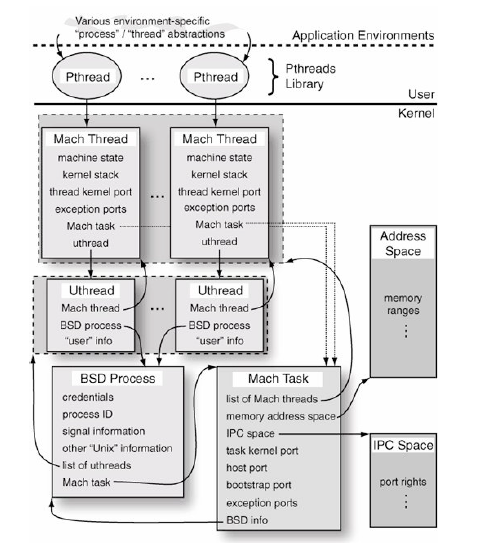 Various environment-specific
“process” / “thread” abstractions
Application Environments
Pthread
...
Pthread
Pthreads
Library
User
Kernel
Mach Thread
machine state
kernel stack
thread kernel port
exception ports
Mach task
uthread
...
Mach Thread
machine state
kernel stack
thread kernel port
exception ports
Mach task
uthread
Uthread
Mach thread
BSD process
“user” info
...
Uthread
Mach thread
BSD process
“user” info
Address
Space
memory
ranges
...
BSD Process
credentials
process ID
signal information
other “Unix” information
list of uthreads
Mach task
Mach Task
list of Mach threads
memory address space
IPC space
task kernel port
host port
bootstrap port
exception ports
BSD info
IPC Space
port rights
...